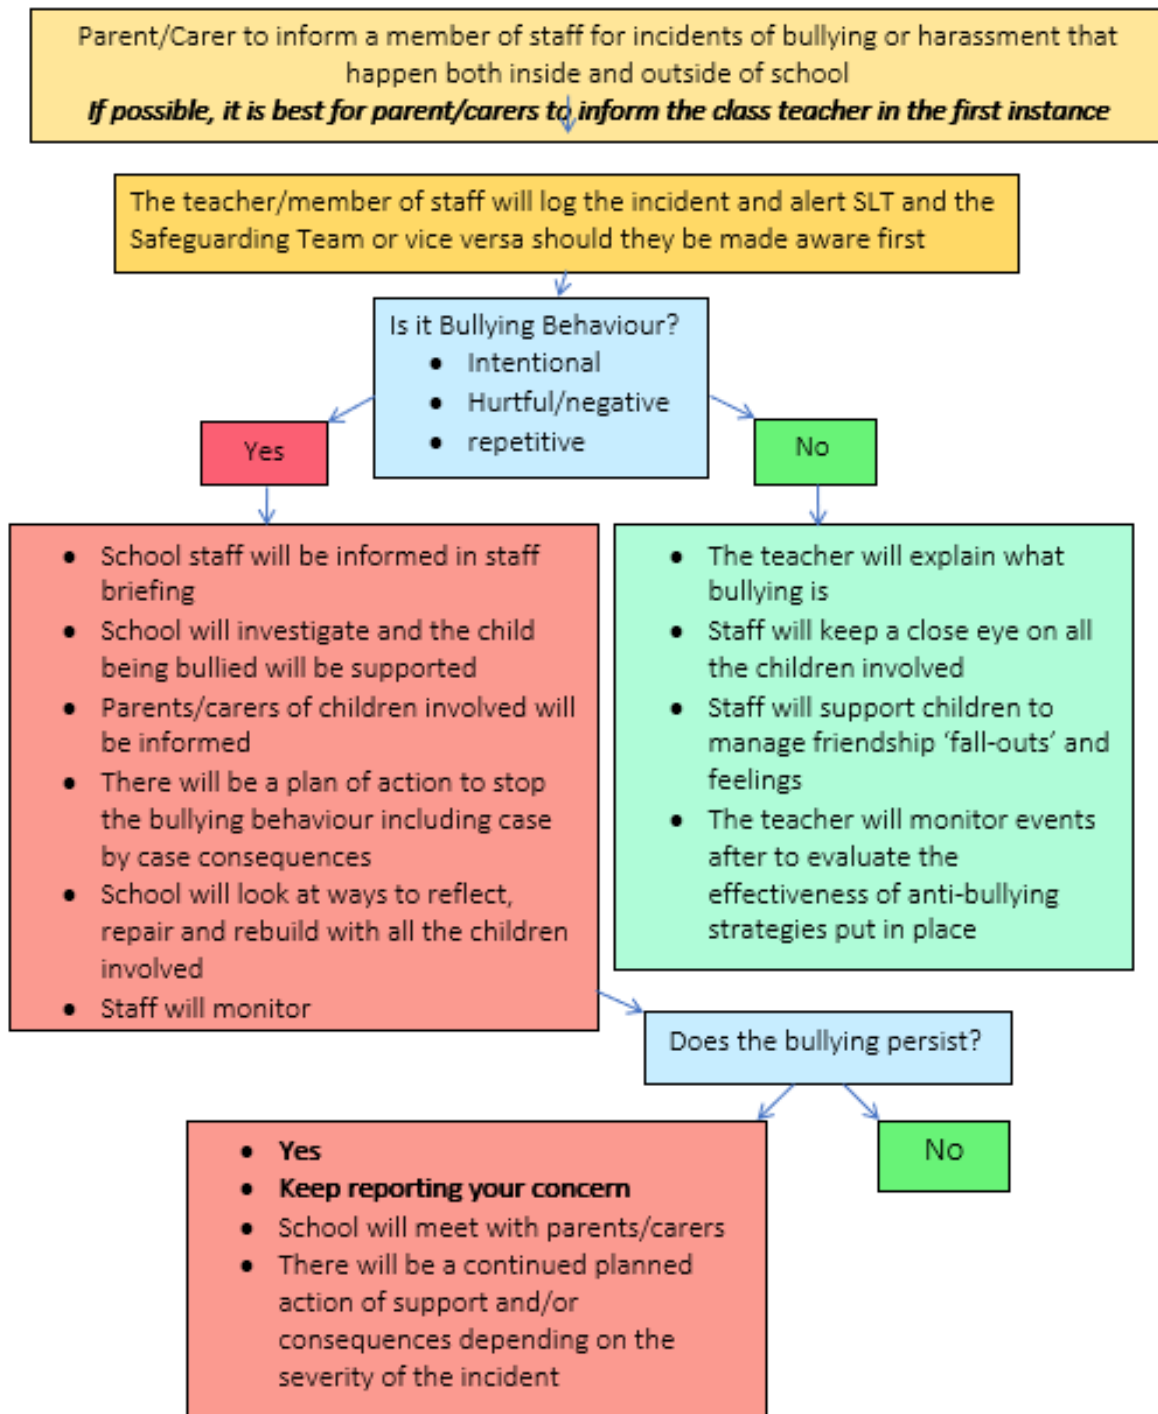 Parent/Carer to inform a member of staff for incidents of bullying or harassment that
happen both inside and outside of school
If possible, it is best for parent/carers to inform the class teacher in the first instance
The teacher/member of staff will log the incident and alert SLT and the
Safeguarding Team or vice versa should they be made aware first
Is it Bullying Behaviour?
● Intentional
● Hurtful/negative
● repetitive
Yes
No
● School staff will be informed in staff
briefing
● School will investigate and the child
being bullied will be supported
● Parents/carers of children involved will
be informed
● There will be a plan of action to stop
the bullying behaviour including case
by case consequences
● School will look at ways to reflect,
repair and rebuild with all the children
involved
● Staff will monitor
● The teacher will explain what
bullying is
● Staff will keep a close eye on all
the children involved
● Staff will support children to
manage friendship ‘fall-outs’ and
feelings
● The teacher will monitor events
after to evaluate the
effectiveness of anti-bullying
strategies put in place
Does the bullying persist?
● Yes
● Keep reporting your concern
● School will meet with parents/carers
● There will be a continued planned
action of support and/or
consequences depending on the
severity of the incident
No